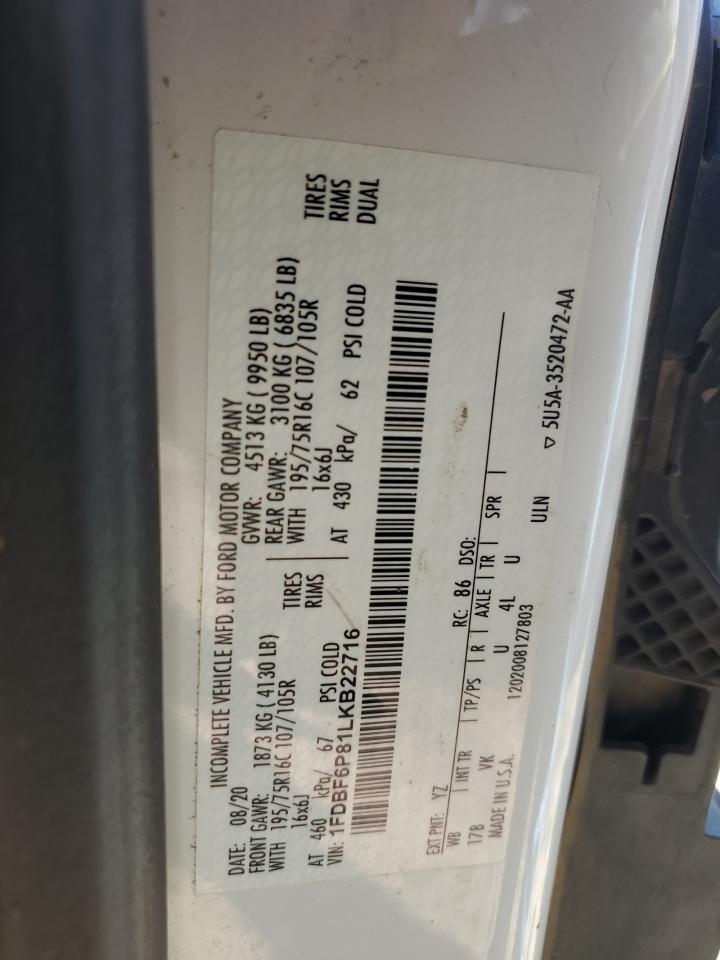 INCOMPLETE VEHICLE MFD. BY FORD MOTOR COMPANY
DATE: 08/20 GVWR: 4513 KG ( 9950 LB)
FRONT GAWR: 1873 KG ( 4130 LB) REAR GAWR: 3100 KG ( 6835 LB)
WITH 195/75R16C 107/105R TIRES WITH 195/75R16C 107/105R TIRES
16x6J RIMS 16x6J RIMS
AT 460 kPa/ 67 PSI COLD AT 430 kPa/ 62 PSI COLD DUAL
VIN: 1FDBF6P81LKB22716
EXT PNT: YZ RC: 86 DSO:
WB INT TR TP/PS R AXLE TR SPR
178 VK U 4L U
MADE IN U.S.A. 1202008127803 ULN
▽ 5U5A-3520472-AA